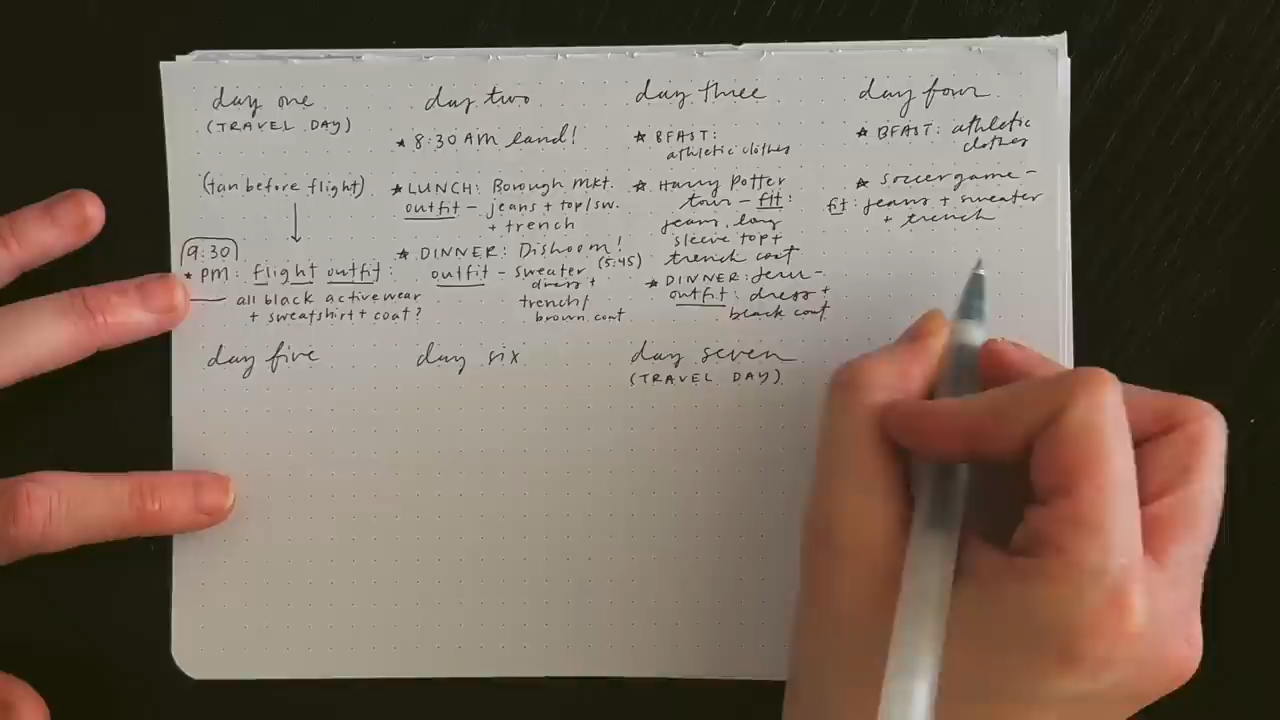 day one
(TRAVEL DAY)
(tan before flight)
9:30
* PM: flight outfit:
all black activewear
+ sweatshirt + coat?
day two
* 8:30 AM land!
* LUNCH: Borough Mkt.
outfit – jeans + top/sw.
+ trench
* DINNER: Dishoom!
(5:45)
outfit – sweater
dress +
trench/
brown coat
day three
* BFAST:
athletic clothes
* Harry Potter
tour – fit:
jeans, long
sleeve top +
trench coat
* DINNER: Jeru–
outfit: dress +
black coat
day four
* BFAST: athletic
clothes
* soccer game –
fit: jeans + sweater
+ trench
day five
day six
day seven
(TRAVEL DAY)